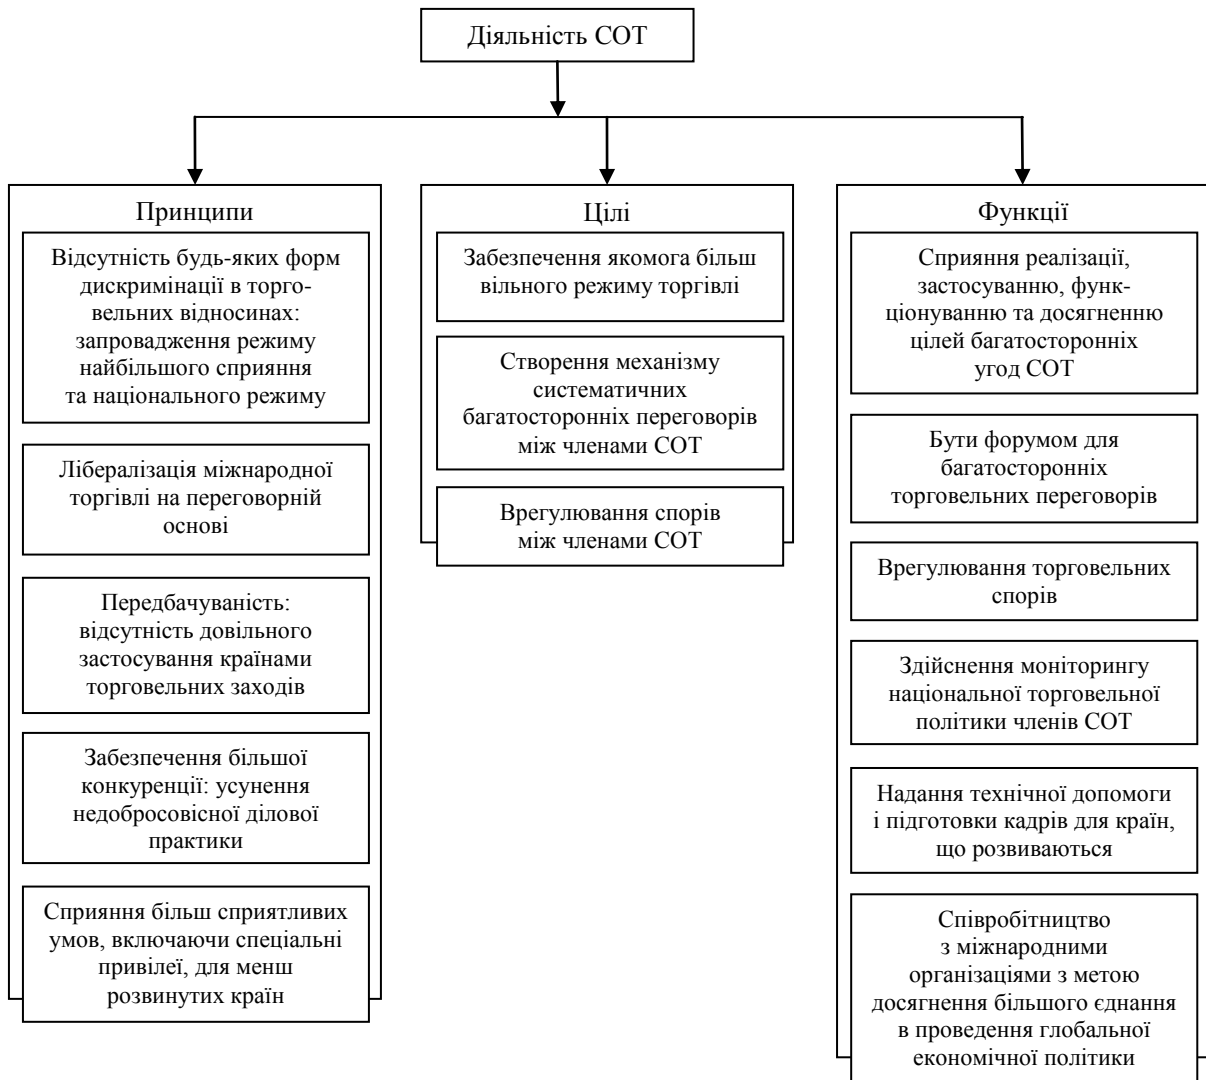 Діяльність СОТ
Принципи
Відсутність будь-яких форм
дискримінації в торго-
вельних відносинах:
запровадження режиму
найбільшого сприяння
та національного режиму
Лібералізація міжнародної
торгівлі на переговорній
основі
Передбачуваність:
відсутність довільного
застосування країнами
торговельних заходів
Забезпечення більшої
конкуренції: усунення
недобросовісної ділової
практики
Сприяння більш сприятливих
умов, включаючи спеціальні
привілеї, для менш
розвинутих країн
Цілі
Забезпечення якомога більш
вільного режиму торгівлі
Створення механізму
систематичних
багатосторонніх переговорів
між членами СОТ
Врегулювання спорів
між членами СОТ
Функції
Сприяння реалізації,
застосуванню, функ-
ціонуванню та досягненню
цілей багатосторонніх
угод СОТ
Бути форумом для
багатосторонніх
торговельних переговорів
Врегулювання торговельних
спорів
Здійснення моніторингу
національної торговельної
політики членів СОТ
Надання технічної допомоги
і підготовки кадрів для країн,
що розвиваються
Співробітництво
з міжнародними
організаціями з метою
досягнення більшого єднання
в проведення глобальної
економічної політики